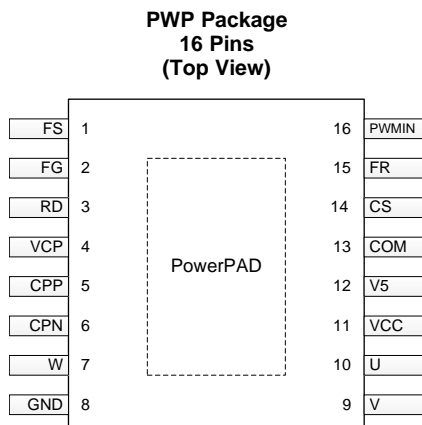 PWP Package
16 Pins
(Top View)
FS 1 16 PWMIN
FG 2 15 FR
RD 3 14 CS
VCP 4 13 COM
PowerPAD
CPP 5 12 V5
CPN 6 11 VCC
W 7 10 U
GND 8 9 V